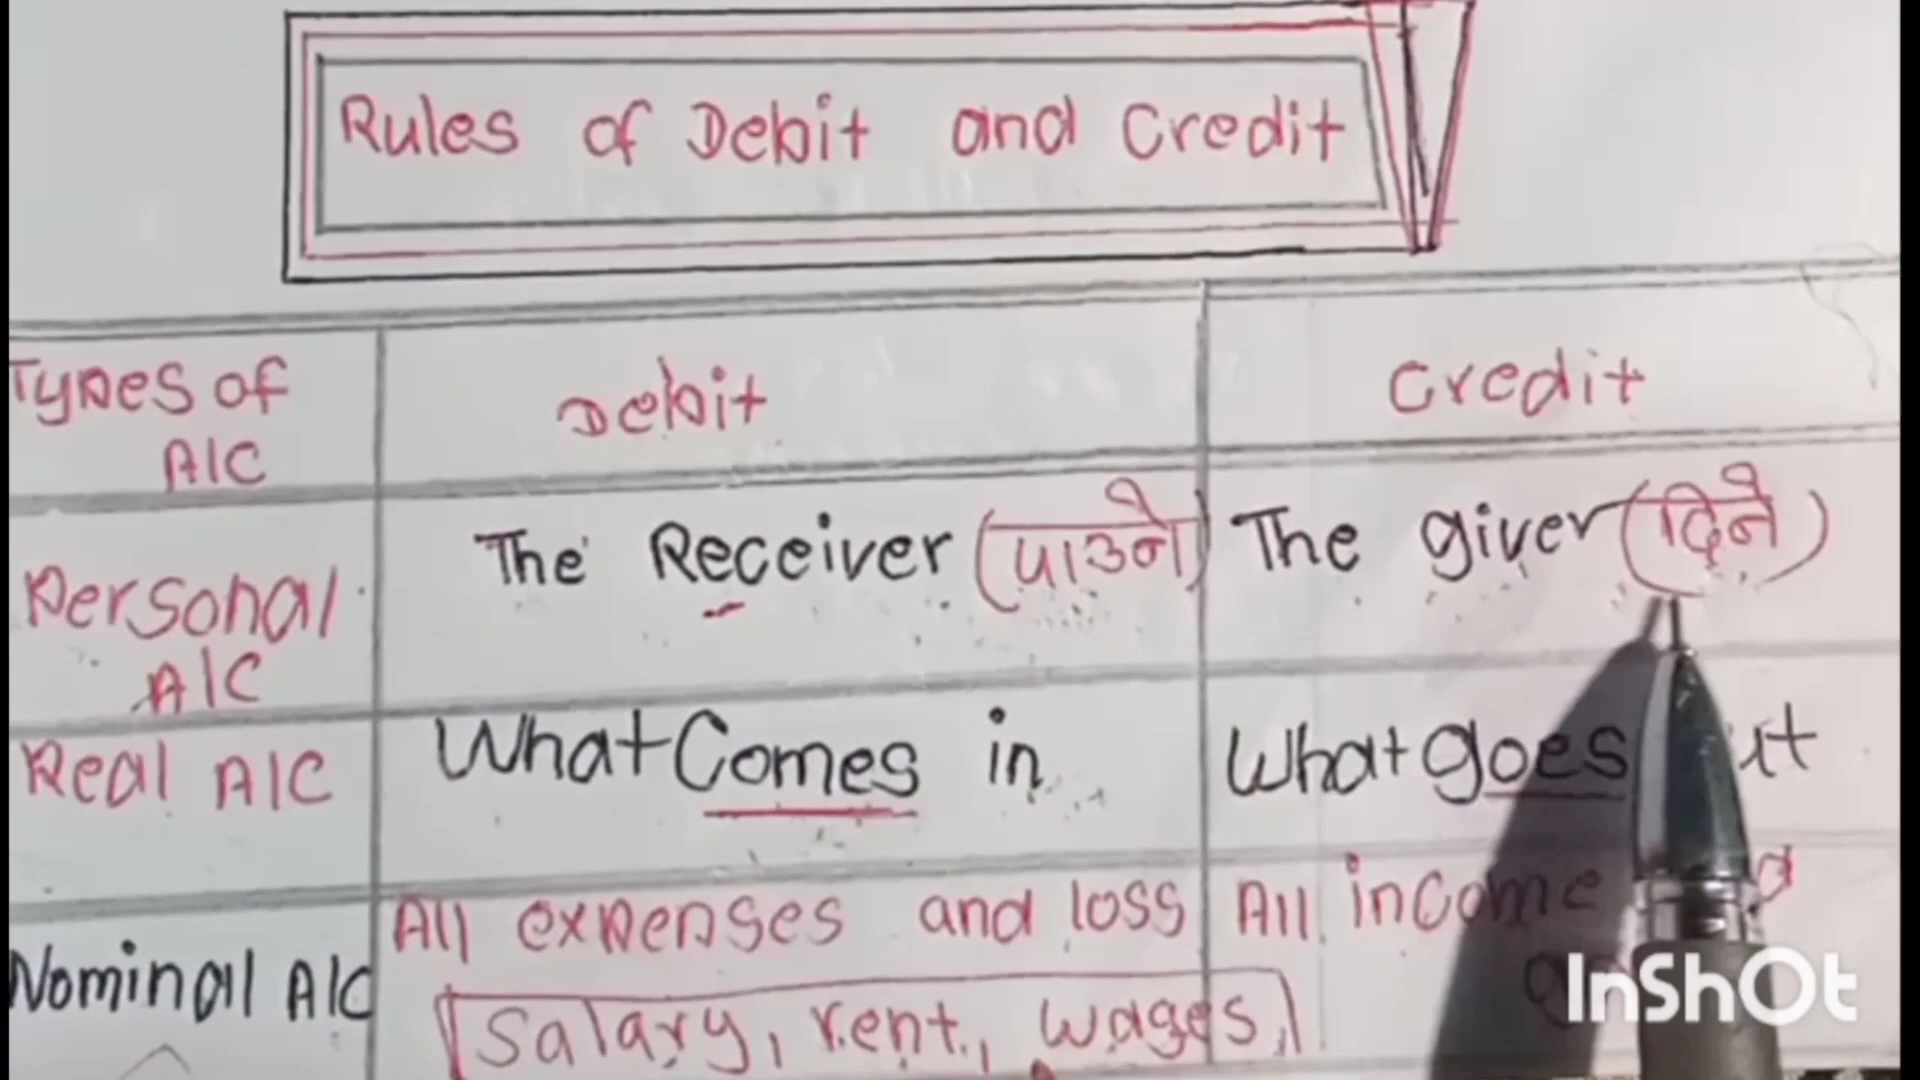 Rules of Debit and Credit
Types of A/C
Debit
Credit
Personal A/C
The Receiver (पाउने)
The giver (दिने)
Real A/C
What Comes in
What goes
Nominal A/C
All expenses and loss
Salary, rent, wages,
All income
InShOt